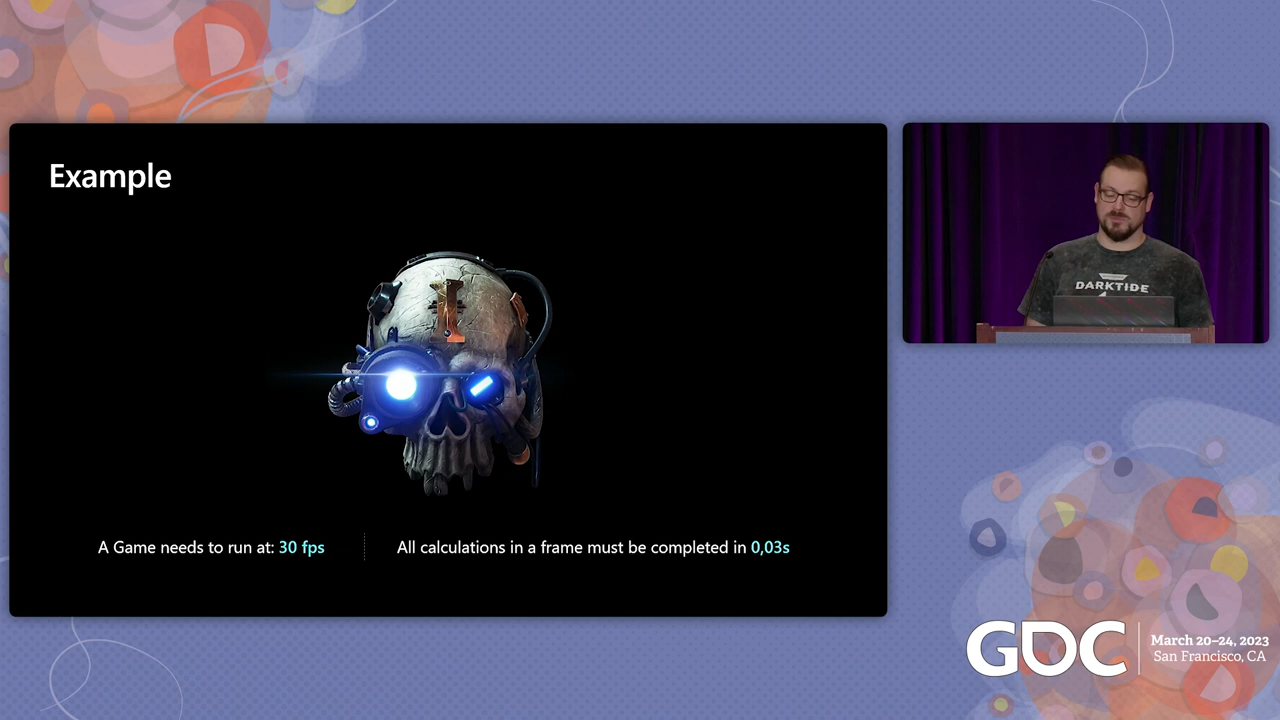 Example
A Game needs to run at: 30 fps
All calculations in a frame must be completed in 0,03s
DARKTIDE
GDC
March 20–24, 2023
San Francisco, CA